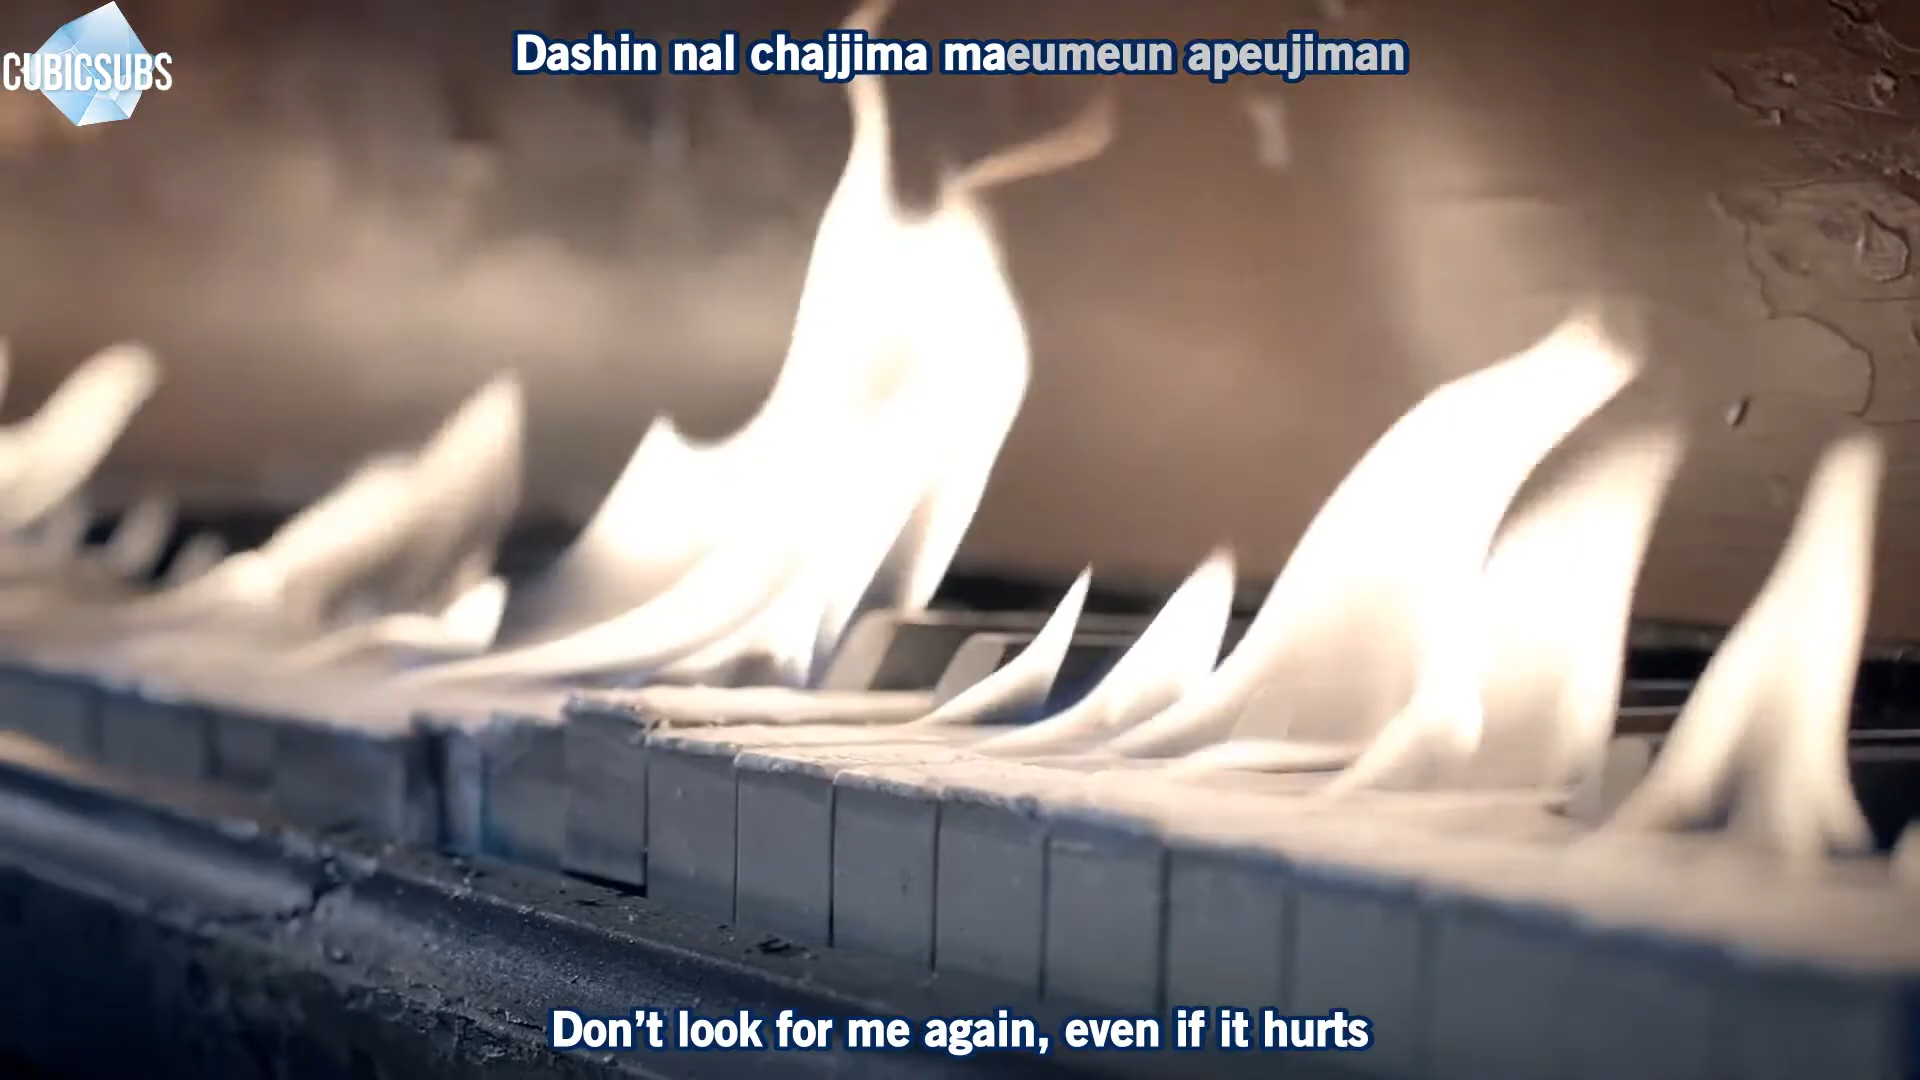 Dashin nal chajjima maeumeun apeujiman
CUBICSUBS
Don't look for me again, even if it hurts